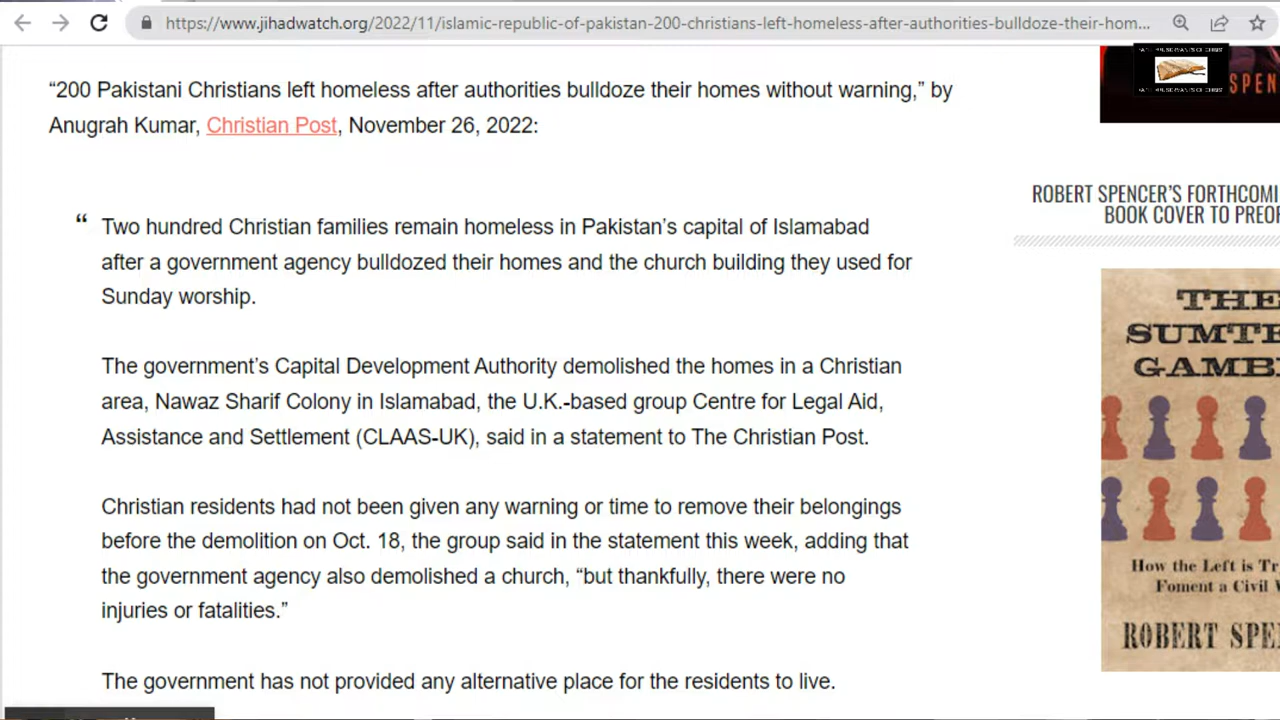 https://www.jihadwatch.org/2022/11/islamic-republic-of-pakistan-200-christians-left-homeless-after-authorities-bulldoze-their-hom...
“200 Pakistani Christians left homeless after authorities bulldoze their homes without warning,” by
Anugrah Kumar, Christian Post, November 26, 2022:
“ Two hundred Christian families remain homeless in Pakistan’s capital of Islamabad
after a government agency bulldozed their homes and the church building they used for
Sunday worship.
The government’s Capital Development Authority demolished the homes in a Christian
area, Nawaz Sharif Colony in Islamabad, the U.K.-based group Centre for Legal Aid,
Assistance and Settlement (CLAAS-UK), said in a statement to The Christian Post.
Christian residents had not been given any warning or time to remove their belongings
before the demolition on Oct. 18, the group said in the statement this week, adding that
the government agency also demolished a church, “but thankfully, there were no
injuries or fatalities.”
The government has not provided any alternative place for the residents to live.
SPEN
ROBERT SPENCER’S FORTHCOMI
BOOK COVER TO PREOR
THE
SUMTE
GAMB
How the Left is Tr
Foment a Civil
ROBERT SPE